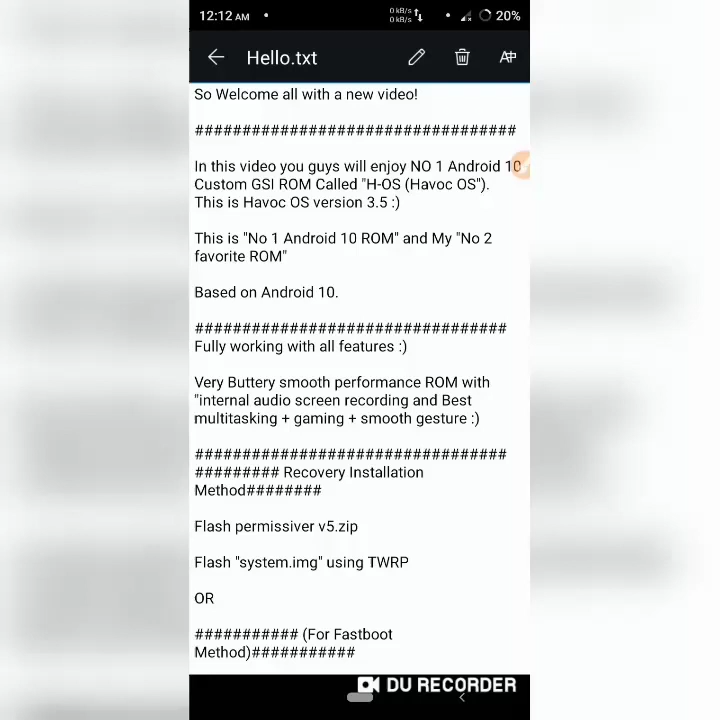 12:12 AM
0 kB/s
0 kB/s
20%
Hello.txt
So Welcome all with a new video!
##################################
In this video you guys will enjoy NO 1 Android 10
Custom GSI ROM Called "H-OS (Havoc OS").
This is Havoc OS version 3.5 :)
This is "No 1 Android 10 ROM" and My "No 2
favorite ROM"
Based on Android 10.
#################################
Fully working with all features :)
Very Buttery smooth performance ROM with
"internal audio screen recording and Best
multitasking + gaming + smooth gesture :)
#################################
######### Recovery Installation
Method########
Flash permissiver v5.zip
Flash "system.img" using TWRP
OR
########### (For Fastboot
Method)###########
DU RECORDER